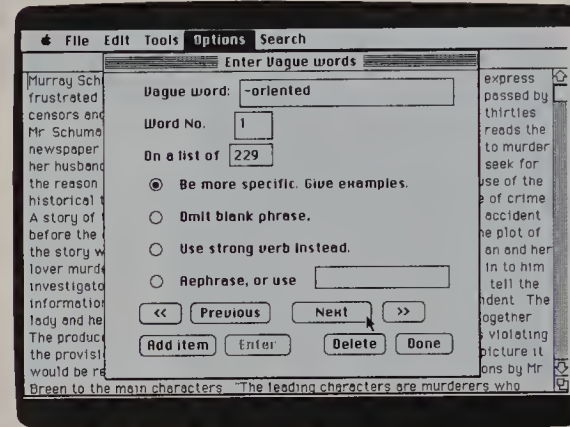 File Edit Tools Options Search
Enter Vague words
Murray Sch express
Vague word: -oriented
frustrated passed by
censors and thirties
Word No. 1
Mr Schuma reads the
newspaper to murder
On a list of 229
her husband seek for
the reason use of the
Be more specific. Give examples.
historical of crime
A story of accident
Omit blank phrase.
before the plot of
the story w an and her
Use strong verb instead.
lover murde in to him
investigato tell the
Rephrase, or use
information ident The
<< Previous Next >>
lady and he ogether
The produce violating
Add item Enter Delete Done
the provisi picture it
would be re ons by Mr
Breen to the main characters "The leading characters are murderers who